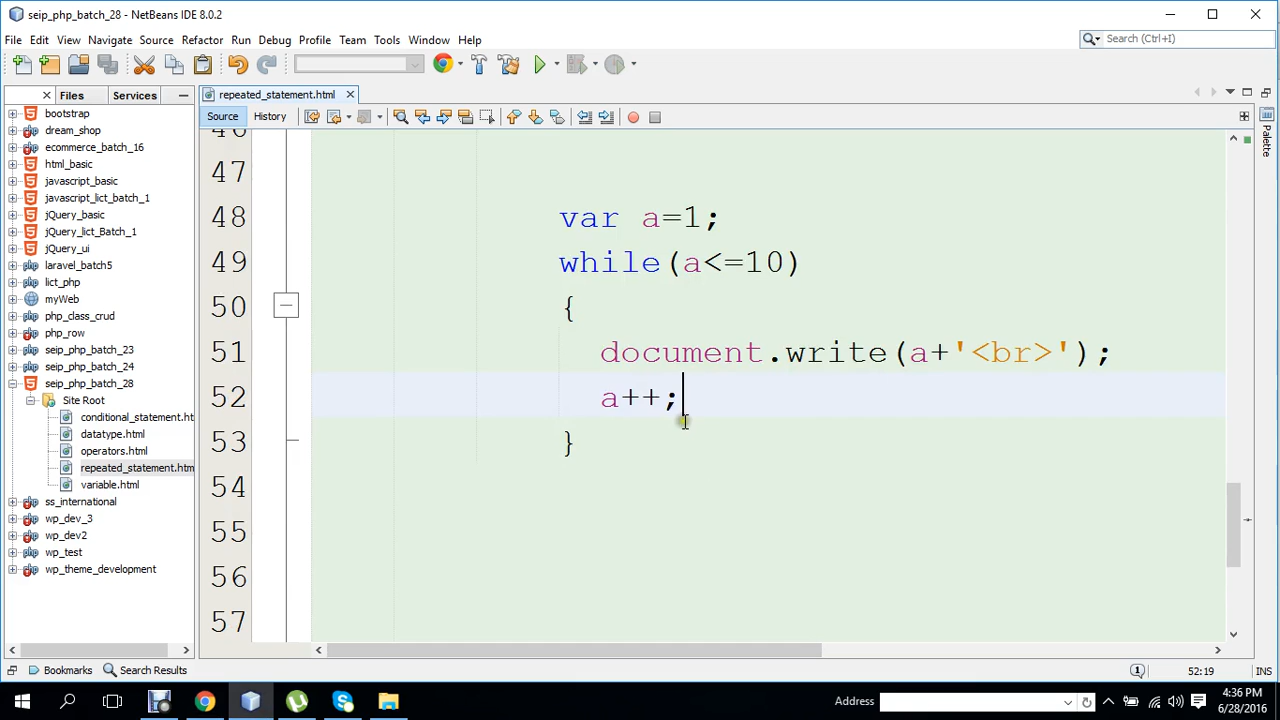 seip_php_batch_28 - NetBeans IDE 8.0.2
File Edit View Navigate Source Refactor Run Debug Profile Team Tools Window Help
Search (Ctrl+I)
Files Services
repeated_statement.html
Source History
bootstrap
dream_shop
ecommerce_batch_16
html_basic
javascript_basic
javascript_lict_batch_1
jQuery_basic
jQuery_lict_Batch_1
jQuery_ui
laravel_batch5
lict_php
myWeb
php_class_crud
php_row
seip_php_batch_23
seip_php_batch_24
seip_php_batch_28
Site Root
conditional_statement.ht
datatype.html
operators.html
repeated_statement.htm
variable.html
ss_international
wp_dev_3
wp_dev2
wp_test
wp_theme_development
46
47
48 var a=1;
49 while(a<=10)
50 {
51 document.write(a+'<br>');
52 a++;
53 }
54
55
56
57
Palette
Bookmarks Search Results
1 52:19 INS
Address
4:36 PM
6/28/2016